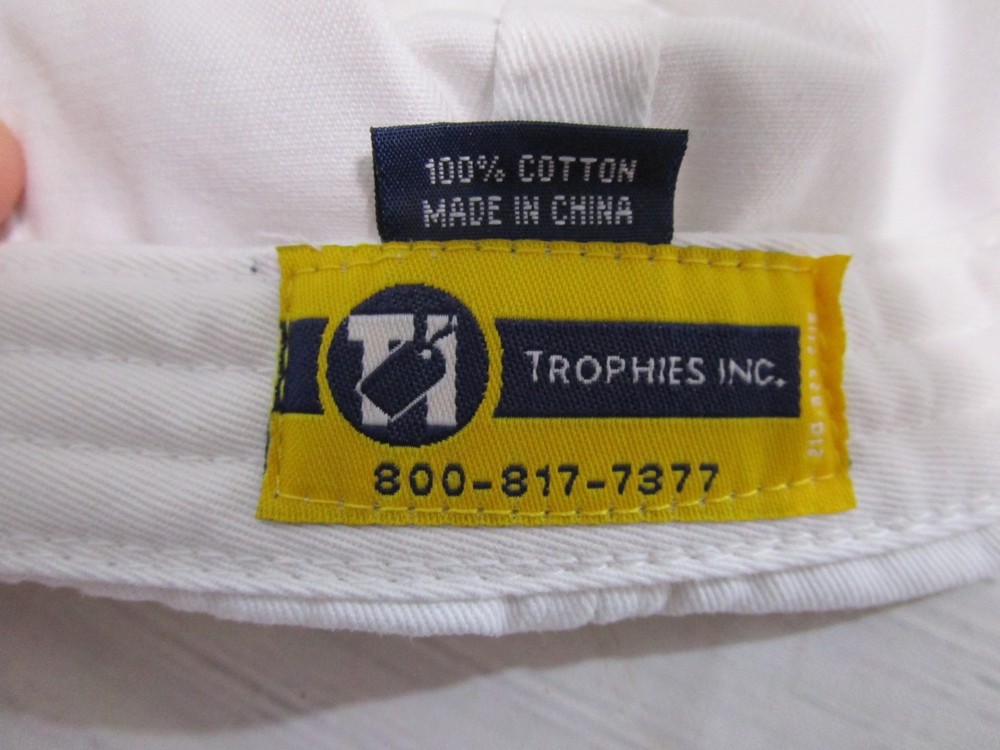 100% COTTON
MADE IN CHINA
TI
TROPHIES INC.
800-817-7377